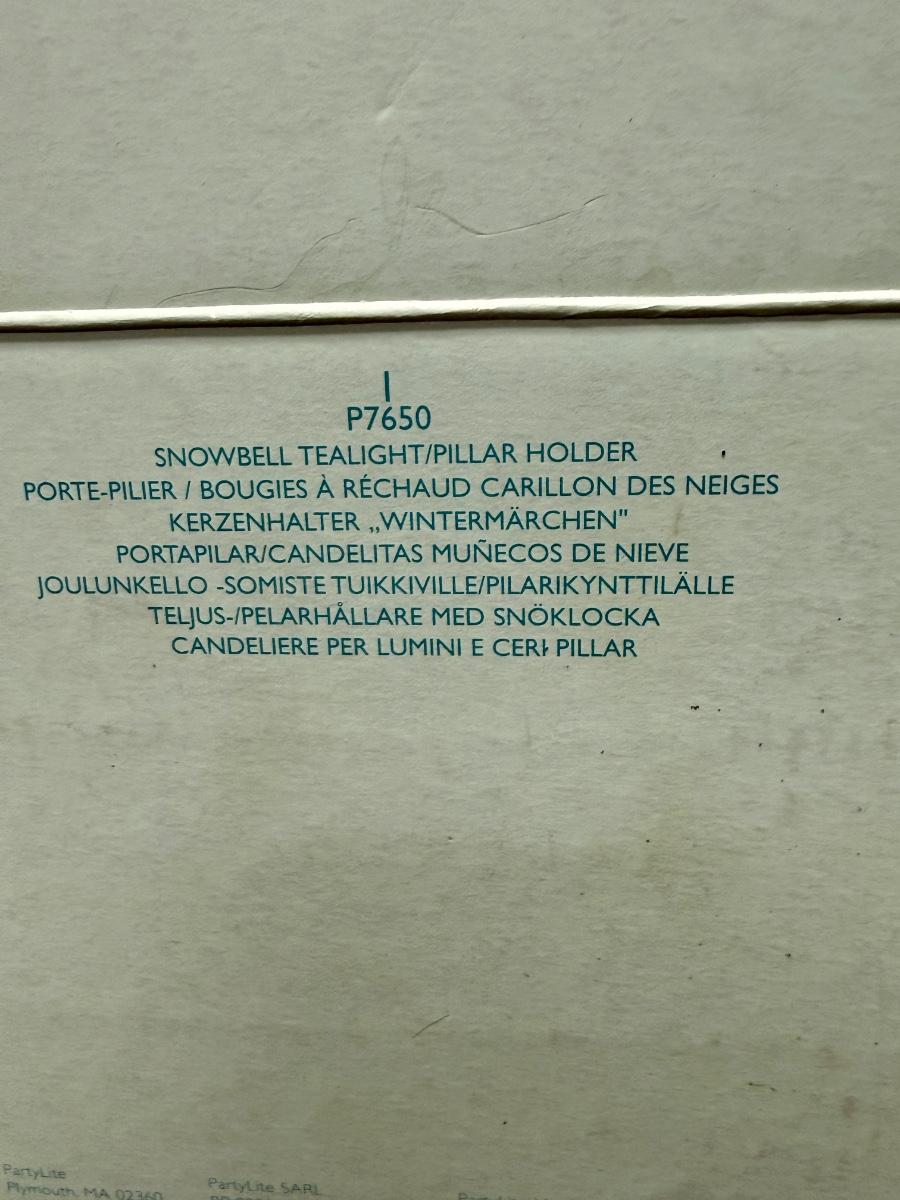 1
P7650
SNOWBELL TEALIGHT/PILLAR HOLDER
PORTE-PILIER / BOUGIES À RÉCHAUD CARILLON DES NEIGES
KERZENHALTER „WINTERMÄRCHEN"
PORTAPILAR/CANDELITAS MUÑECOS DE NIEVE
JOULUNKELLO -SOMISTE TUIKKIVILLE/PILARIKYNTTILÄLLE
TELJUS-/PELARHÅLLARE MED SNÖKLOCKA
CANDELIERE PER LUMINI E CERI PILLAR
PartyLite
Plymouth, MA 02360
PartyLite SARL